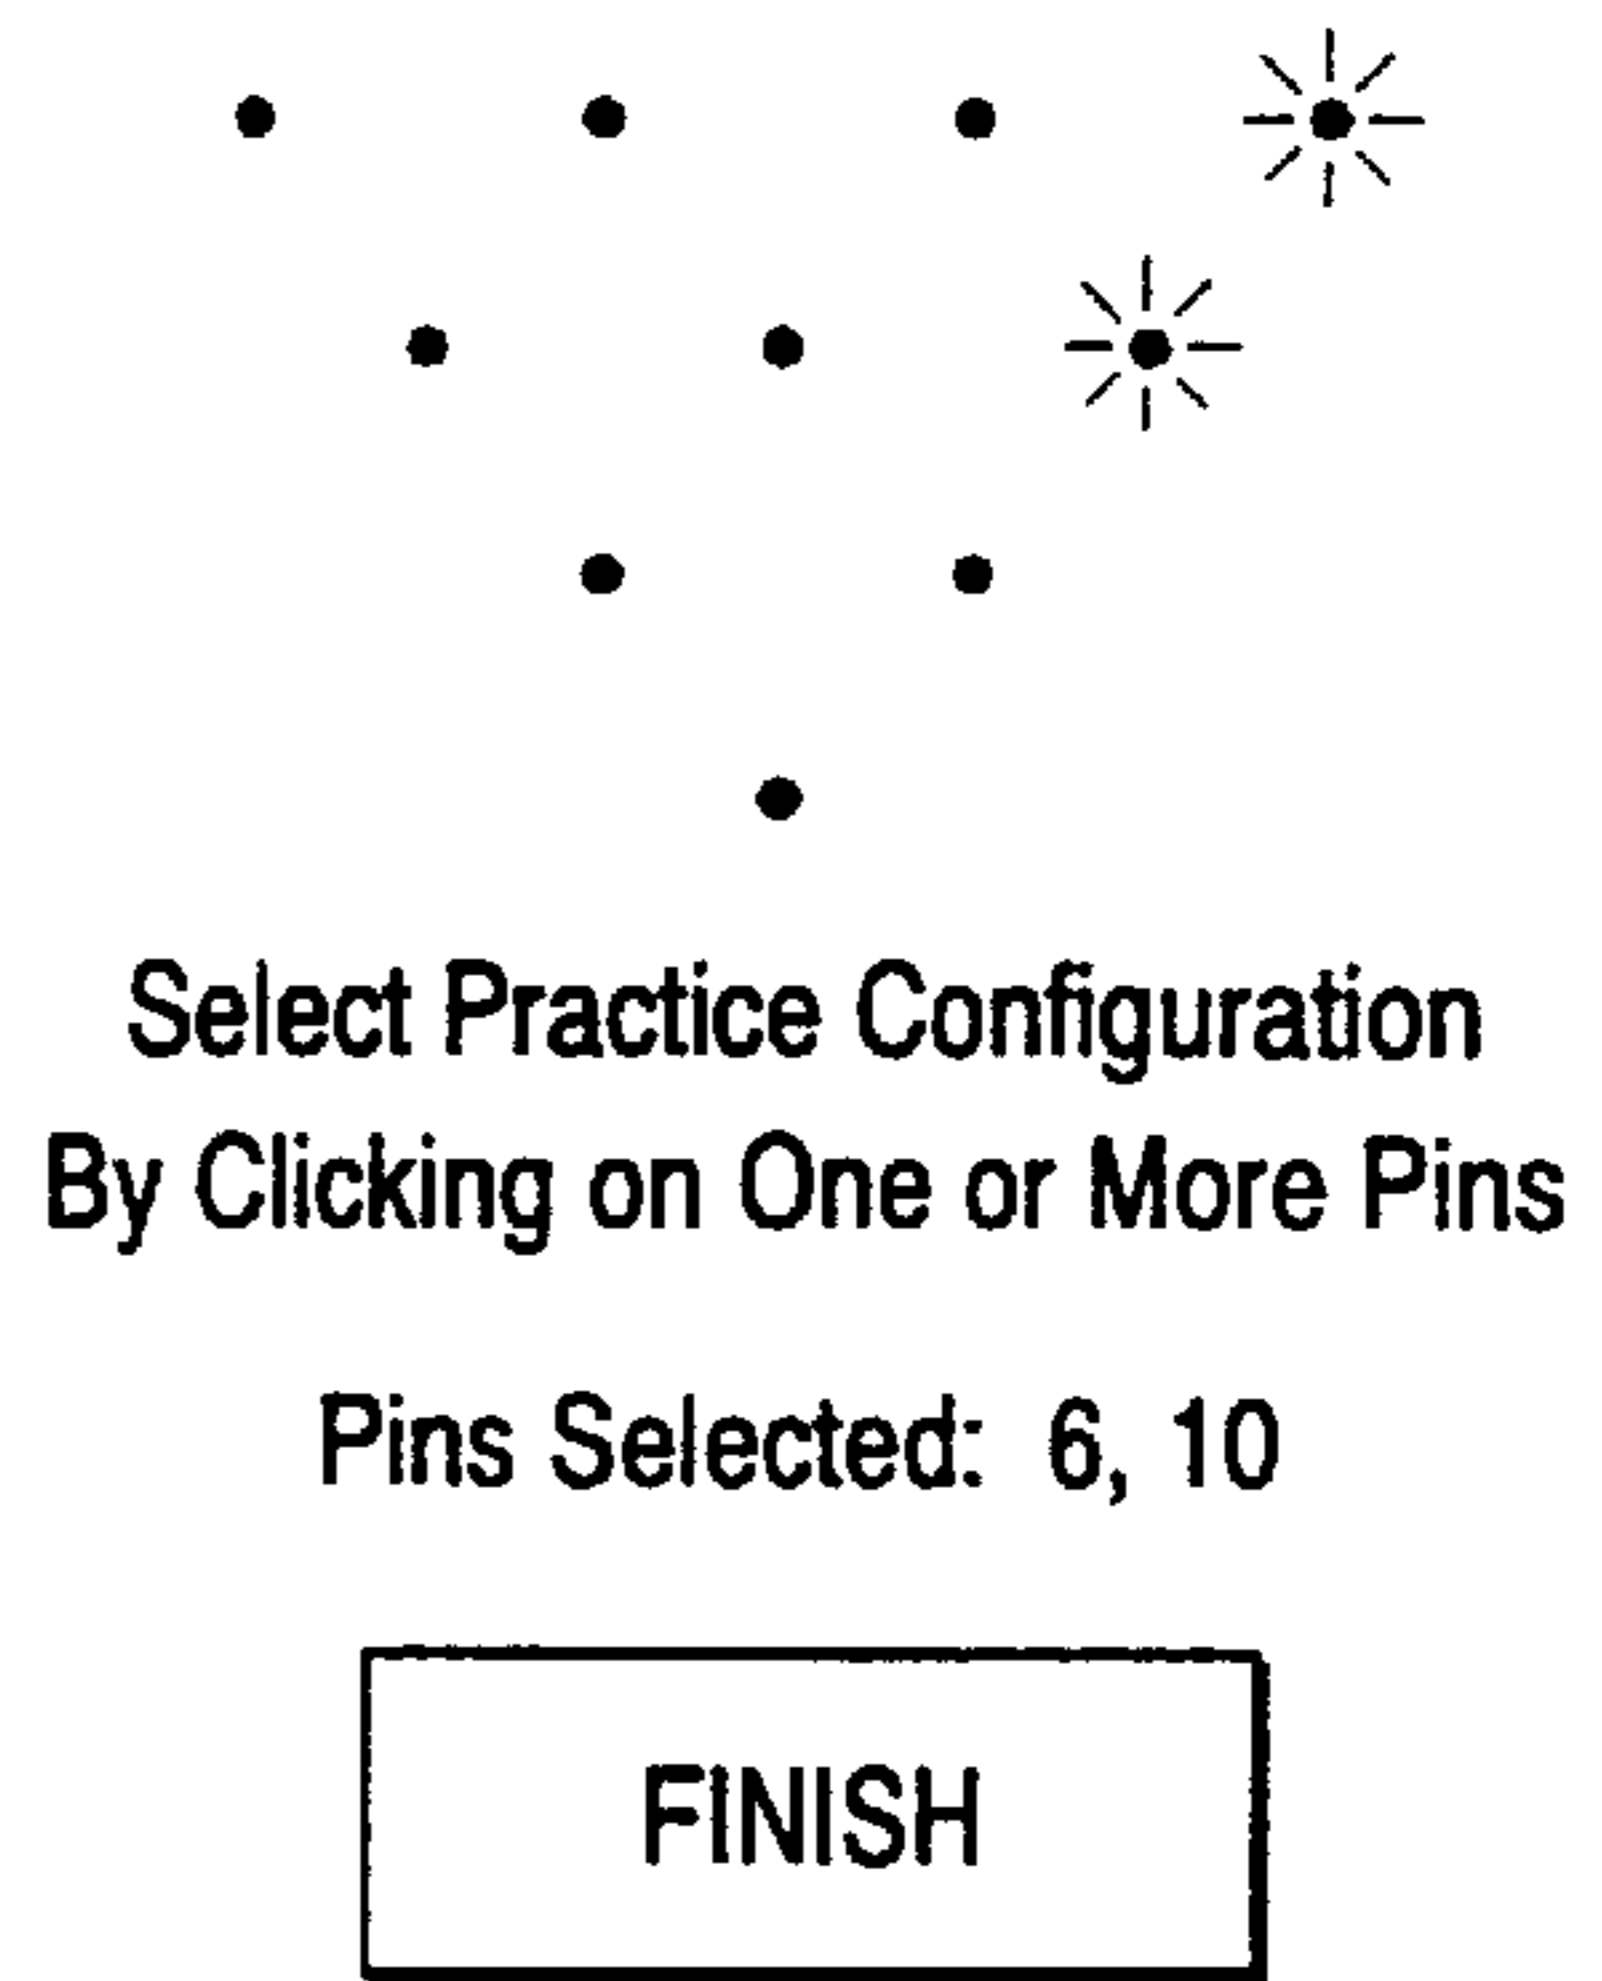 Select Practice Configuration
By Clicking on One or More Pins
Pins Selected: 6, 10
FINISH